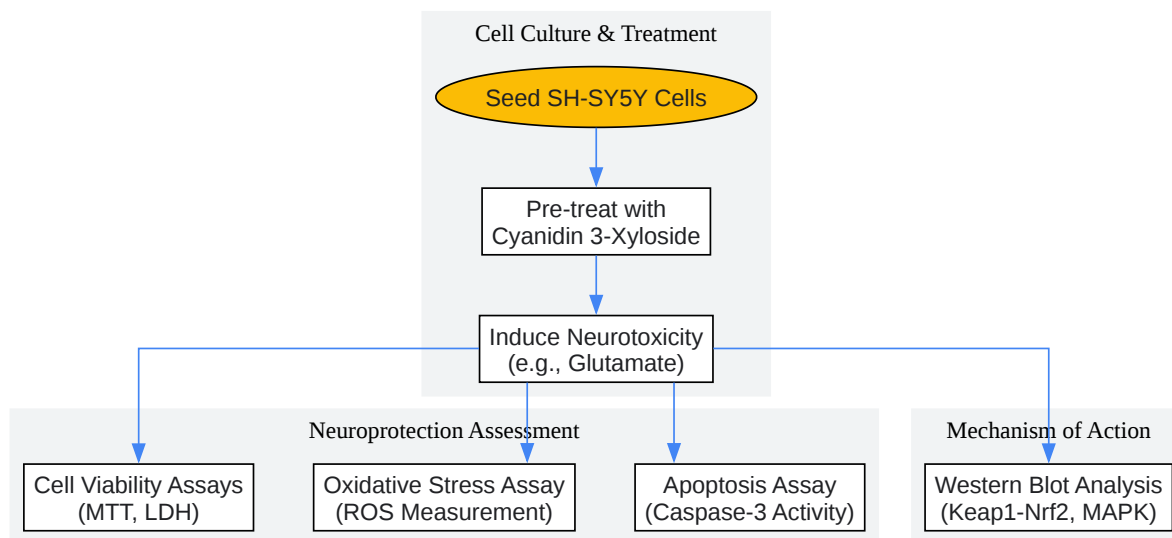 Cell Culture & Treatment
Seed SH-SY5Y Cells
Pre-treat with
Cyanidin 3-Xyloside
Induce Neurotoxicity
(e.g., Glutamate)
Neuroprotection Assessment
Mechanism of Action
Cell Viability Assays
(MTT, LDH)
Oxidative Stress Assay
(ROS Measurement)
Apoptosis Assay
(Caspase-3 Activity)
Western Blot Analysis
(Keap1-Nrf2, MAPK)